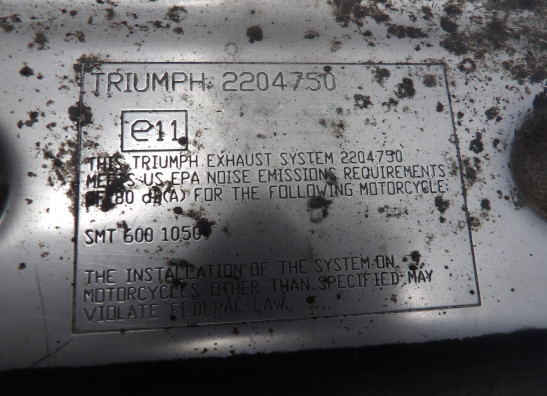 TRIUMPH: 2204750
e11
THIS TRIUMPH EXHAUST SYSTEM 2204750
MEETS US EPA NOISE EMISSIONS REQUIREMENTS
OF 80 dB(A) FOR THE FOLLOWING MOTORCYCLE:
SMT 600 1050
THE INSTALLATION OF THE SYSTEM ON
MOTORCYCLES OTHER THAN SPECIFIED MAY
VIOLATE FEDERAL LAW.